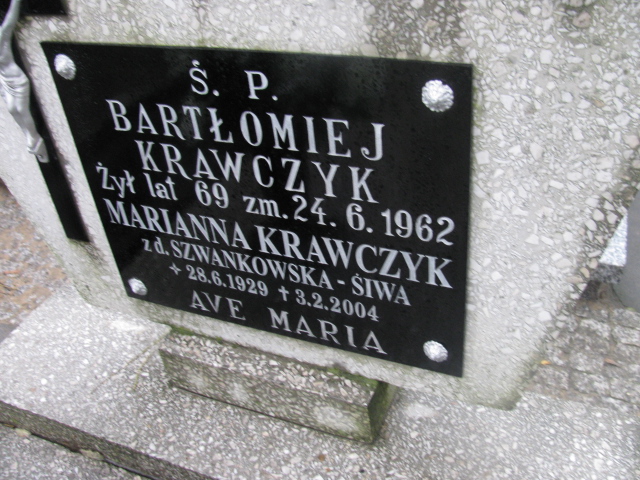 Ś. P.
BARTŁOMIEJ
KRAWCZYK
Żył lat 69 zm. 24. 6. 1962
MARIANNA KRAWCZYK
z d. SZWANKOWSKA - ŚIWA
✢ 28.6.1929 ✝ 3.2.2004
AVE MARIA